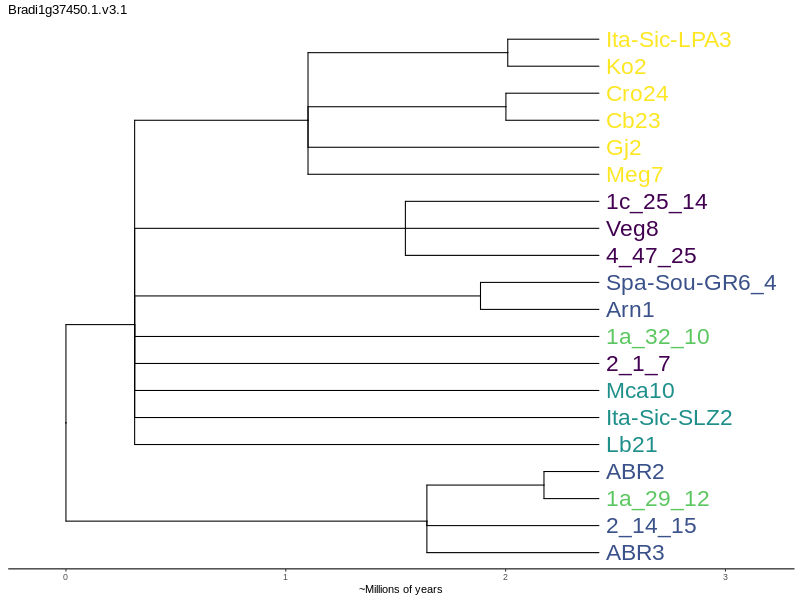 Bradi1g37450.1.v3.1
Ita-Sic-LPA3
Ko2
Cro24
Cb23
Gj2
Meg7
1c_25_14
Veg8
4_47_25
Spa-Sou-GR6_4
Arn1
1a_32_10
2_1_7
Mca10
Ita-Sic-SLZ2
Lb21
ABR2
1a_29_12
2_14_15
ABR3
0 1 2 3
~Millions of years